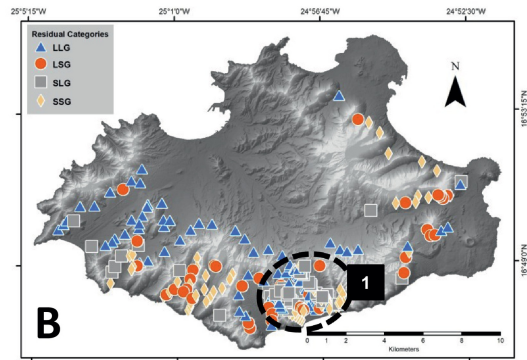 25°5'15" 25°1'0" 24°56'45" 24°52'30"
Residual Categories
LLG
LSG
SLG
SSG
N
16°53'15"N
16°49'0"N
1
B
0 1 2 4 6 8 10
Kilometers